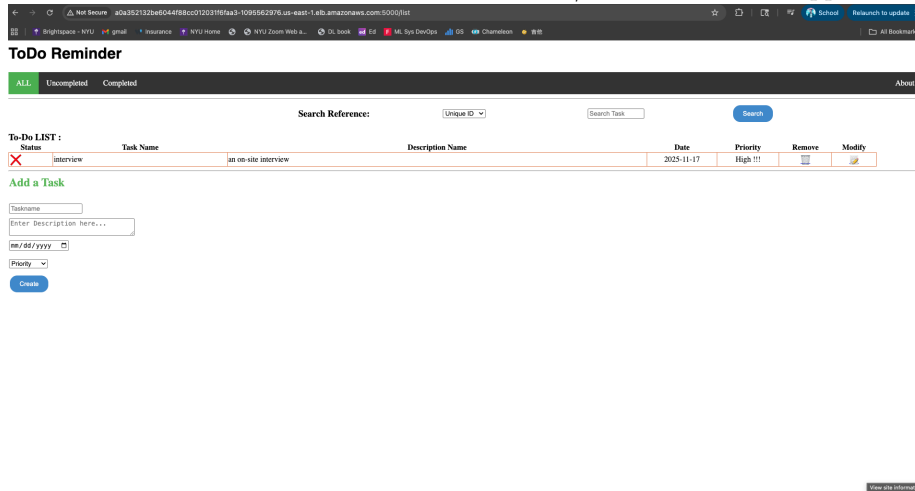 Not Secure a0a352132be6044f88cc012031f6faa3-1095562976.us-east-1.elb.amazonaws.com:5000/list School Relaunch to update
Brightspace - NYU gmail insurance NYU Home NYU Zoom Web a... DL book Ed ML Sys DevOps GS Chameleon All Bookmark
ToDo Reminder
ALL Uncompleted Completed About
Search Reference: Unique ID Search Task Search
To-Do LIST :
Status Task Name Description Name Date Priority Remove Modify
interview an on-site interview 2025-11-17 High !!!
Add a Task
Taskname
Enter Description here...
mm/dd/yyyy
Priority
Create
View site informat